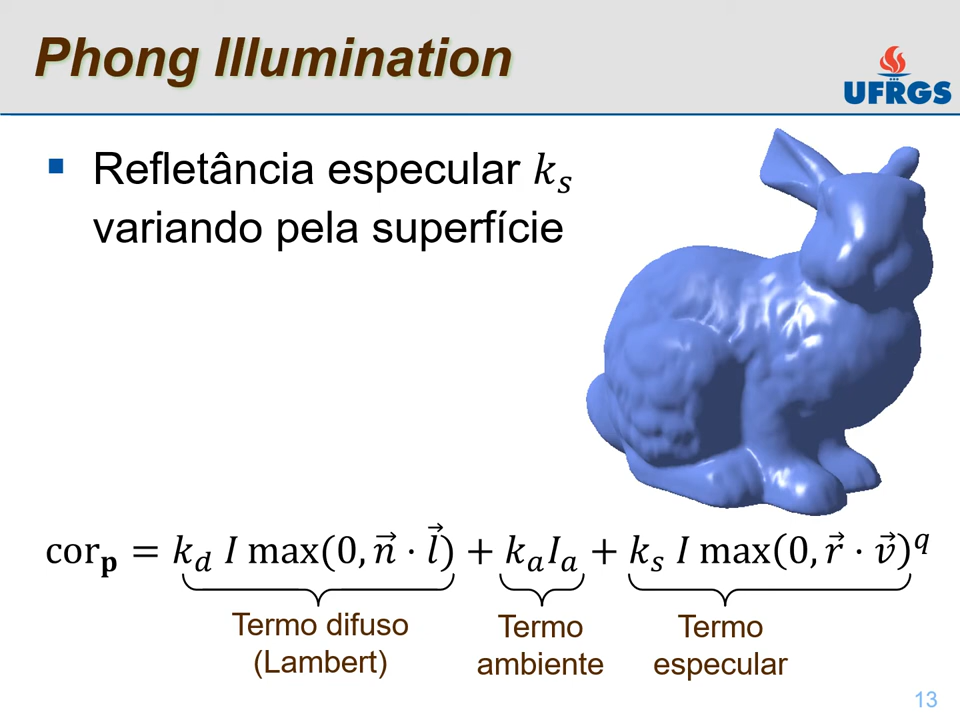 Phong Illumination
UFRGS
▪ Refletância especular kₛ
variando pela superfície
cor_𝐩 = k_d I max(0, n⃗ · l⃗) + k_a I_a + k_s I max(0, r⃗ · v⃗)^q
Termo difuso
(Lambert)
Termo
ambiente
Termo
especular
13